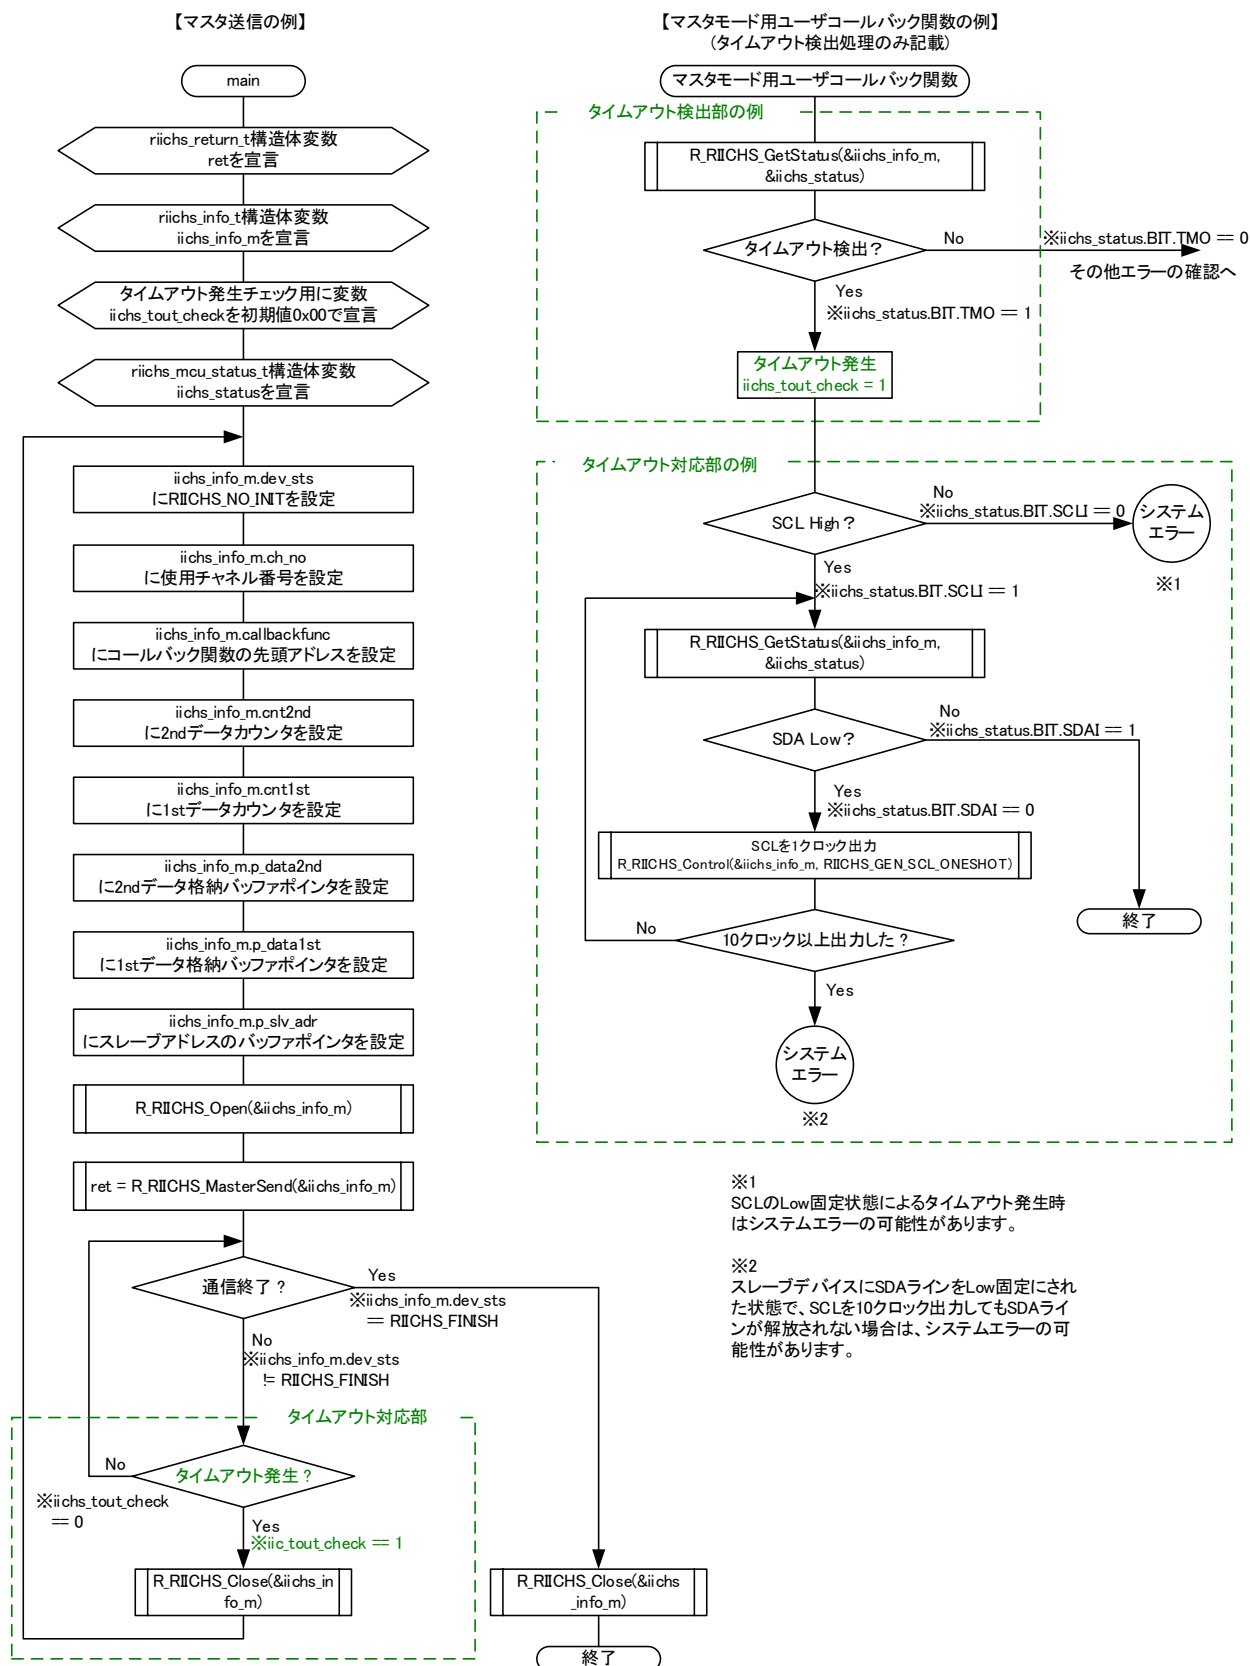 【マスタ送信の例】
main
riichs_return_t構造体変数
retを宣言
riichs_info_t構造体変数
iichs_info_mを宣言
タイムアウト発生チェック用に変数
iichs_tout_checkを初期値0x00で宣言
riichs_mcu_status_t構造体変数
iichs_statusを宣言
iichs_info_m.dev_sts
にRIICHS_NO_INITを設定
iichs_info_m.ch_no
に使用チャネル番号を設定
iichs_info_m.callbackfunc
にコールバック関数の先頭アドレスを設定
iichs_info_m.cnt2nd
に2ndデータカウンタを設定
iichs_info_m.cnt1st
に1stデータカウンタを設定
iichs_info_m.p_data2nd
に2ndデータ格納バッファポインタを設定
iichs_info_m.p_data1st
に1stデータ格納バッファポインタを設定
iichs_info_m.p_slv_adr
にスレーブアドレスのバッファポインタを設定
R_RIICHS_Open(&iichs_info_m)
ret = R_RIICHS_MasterSend(&iichs_info_m)
通信終了？
Yes
※iichs_info_m.dev_sts
== RIICHS_FINISH
No
※iichs_info_m.dev_sts
!= RIICHS_FINISH
タイムアウト対応部
タイムアウト発生？
No
※iichs_tout_check
== 0
Yes
※iic_tout_check == 1
R_RIICHS_Close(&iichs_in
fo_m)
R_RIICHS_Close(&iichs
_info_m)
終了
【マスタモード用ユーザコールバック関数の例】
（タイムアウト検出処理のみ記載）
マスタモード用ユーザコールバック関数
タイムアウト検出部の例
R_RIICHS_GetStatus(&iichs_info_m,
&iichs_status)
タイムアウト検出？
No
※iichs_status.BIT.TMO == 0
その他エラーの確認へ
Yes
※iichs_status.BIT.TMO == 1
タイムアウト発生
iichs_tout_check = 1
タイムアウト対応部の例
SCL High？
No
※iichs_status.BIT.SCLI == 0
システム
エラー
※1
Yes
※iichs_status.BIT.SCLI == 1
R_RIICHS_GetStatus(&iichs_info_m,
&iichs_status)
SDA Low？
No
※iichs_status.BIT.SDAI == 1
Yes
※iichs_status.BIT.SDAI == 0
SCLを1クロック出力
R_RIICHS_Control(&iichs_info_m, RIICHS_GEN_SCL_ONESHOT)
終了
10クロック以上出力した？
No
Yes
システム
エラー
※2
※1
SCLのLow固定状態によるタイムアウト発生時
はシステムエラーの可能性があります。
※2
スレーブデバイスにSDAラインをLow固定にされ
た状態で、SCLを10クロック出力してもSDAライ
ンが解放されない場合は、システムエラーの可
能性があります。